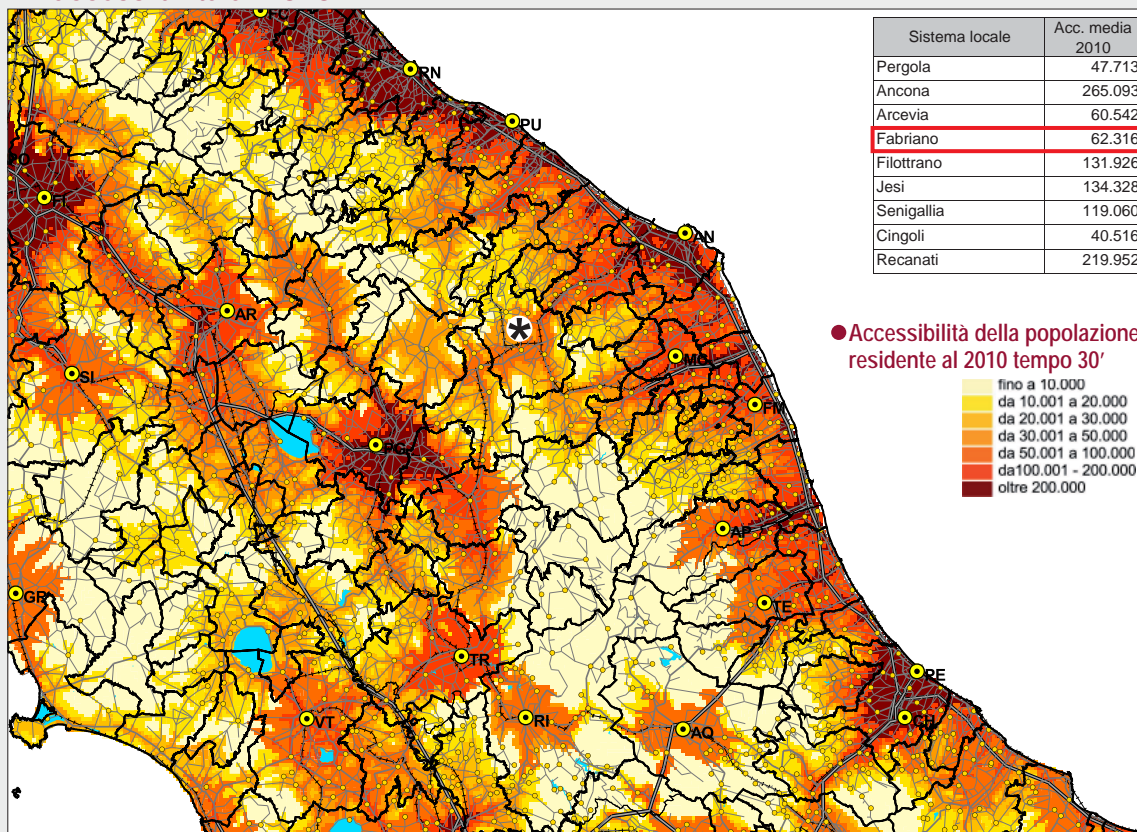 Sistema locale Acc. media 2010
Pergola 47.713
Ancona 265.093
Arcevia 60.542
Fabriano 62.316
Filottrano 131.926
Jesi 134.328
Senigallia 119.060
Cingoli 40.516
Recanati 219.952
Accessibilità della popolazione
residente al 2010 tempo 30'
fino a 10.000
da 10.001 a 20.000
da 20.001 a 30.000
da 30.001 a 50.000
da 50.001 a 100.000
da100.001 - 200.000
oltre 200.000
RN
PU
FI
AN
AR
*
MC
SI
FM
PG
AP
GR
TE
TR
PE
VT
RI
AQ
CH